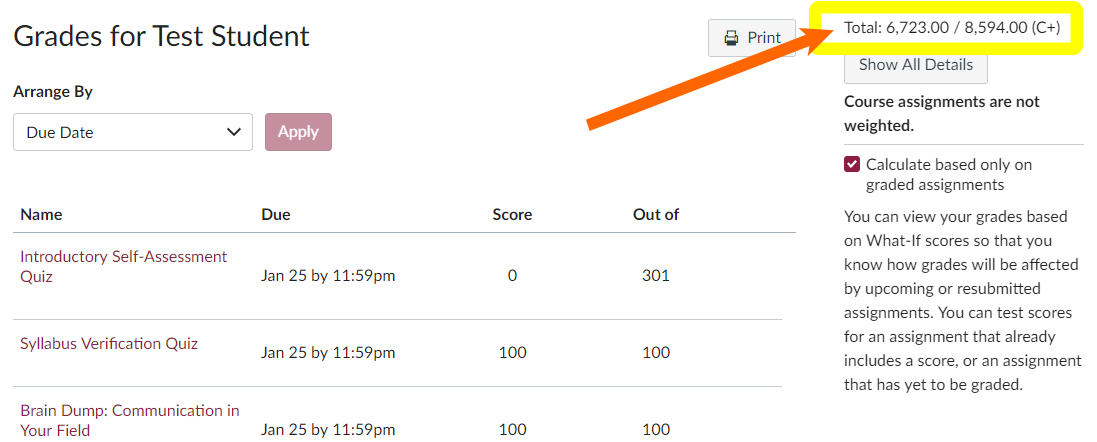 Grades for Test Student
Print
Total: 6,723.00 / 8,594.00 (C+)
Show All Details
Arrange By
Due Date
Apply
Course assignments are not
weighted.
Calculate based only on
graded assignments
You can view your grades based
on What-If scores so that you
know how grades will be affected
by upcoming or resubmitted
assignments. You can test scores
for an assignment that already
includes a score, or an assignment
that has yet to be graded.
Name Due Score Out of
Introductory Self-Assessment
Quiz
Jan 25 by 11:59pm 0 301
Syllabus Verification Quiz
Jan 25 by 11:59pm 100 100
Brain Dump: Communication in
Your Field
Jan 25 by 11:59pm 100 100